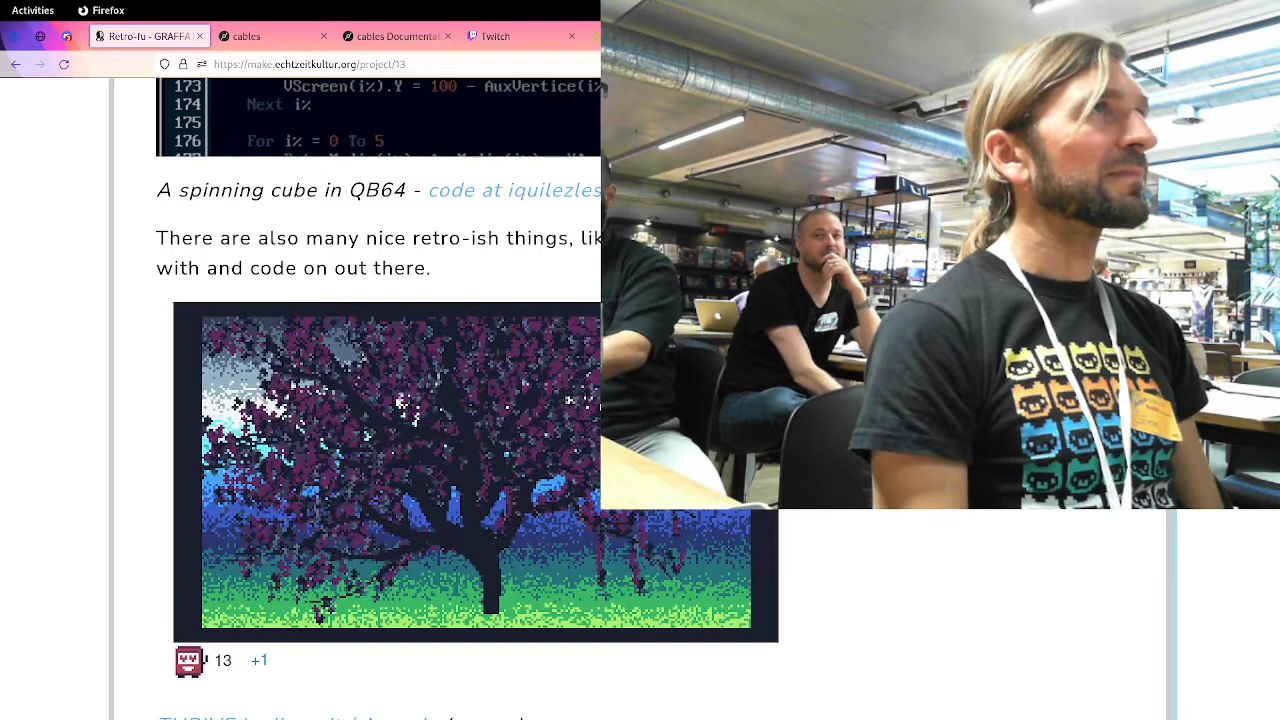 Activities
Firefox
Retro-fu - GRAFFA
cables
cables Documenta
Twitch
https://make.echtzeitkultur.org/project/13
173 VScreen(i%).Y = 100 - AuxVertice(i%
174 Next i%
175
176 For i% = 0 To 5
A spinning cube in QB64 - code at iquilezles
There are also many nice retro-ish things, lik
with and code on out there.
13 +1